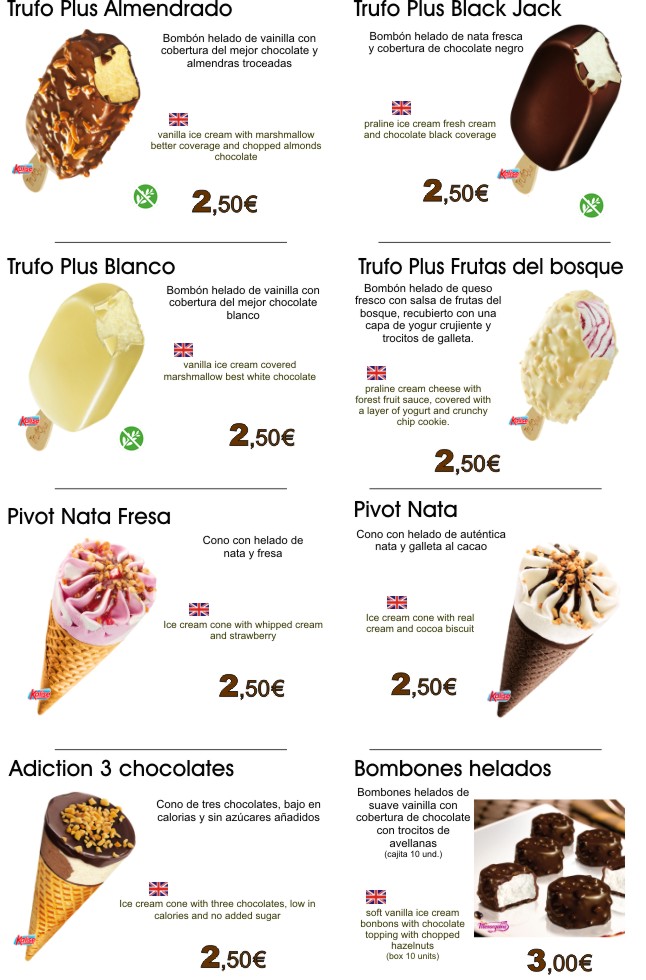 Trufo Plus Almendrado
Bombón helado de vainilla con
cobertura del mejor chocolate y
almendras troceadas
vanilla ice cream with marshmallow
better coverage and chopped almonds
chocolate
Kalise
2,50€
Trufo Plus Black Jack
Bombón helado de nata fresca
y cobertura de chocolate negro
praline ice cream fresh cream
and chocolate black coverage
Kalise
2,50€
Trufo Plus Blanco
Bombón helado de vainilla con
cobertura del mejor chocolate
blanco
vanilla ice cream covered
marshmallow best white chocolate
Kalise
2,50€
Trufo Plus Frutas del bosque
Bombón helado de queso
fresco con salsa de frutas del
bosque, recubierto con una
capa de yogur crujiente y
trocitos de galleta.
praline cream cheese with
forest fruit sauce, covered with
a layer of yogurt and crunchy
chip cookie.
Kalise
2,50€
Pivot Nata Fresa
Cono con helado de
nata y fresa
Ice cream cone with whipped cream
and strawberry
Kalise
2,50€
Pivot Nata
Cono con helado de auténtica
nata y galleta al cacao
Ice cream cone with real
cream and cocoa biscuit
Kalise
2,50€
Adiction 3 chocolates
Cono de tres chocolates, bajo en
calorias y sin azúcares añadidos
Ice cream cone with three chocolates, low in
calories and no added sugar
Kalise
2,50€
Bombones helados
Bombones helados de
suave vainilla con
cobertura de chocolate
con trocitos de
avellanas
(cajita 10 und.)
soft vanilla ice cream
bonbons with chocolate
topping with chopped
hazelnuts
(box 10 units)
3,00€